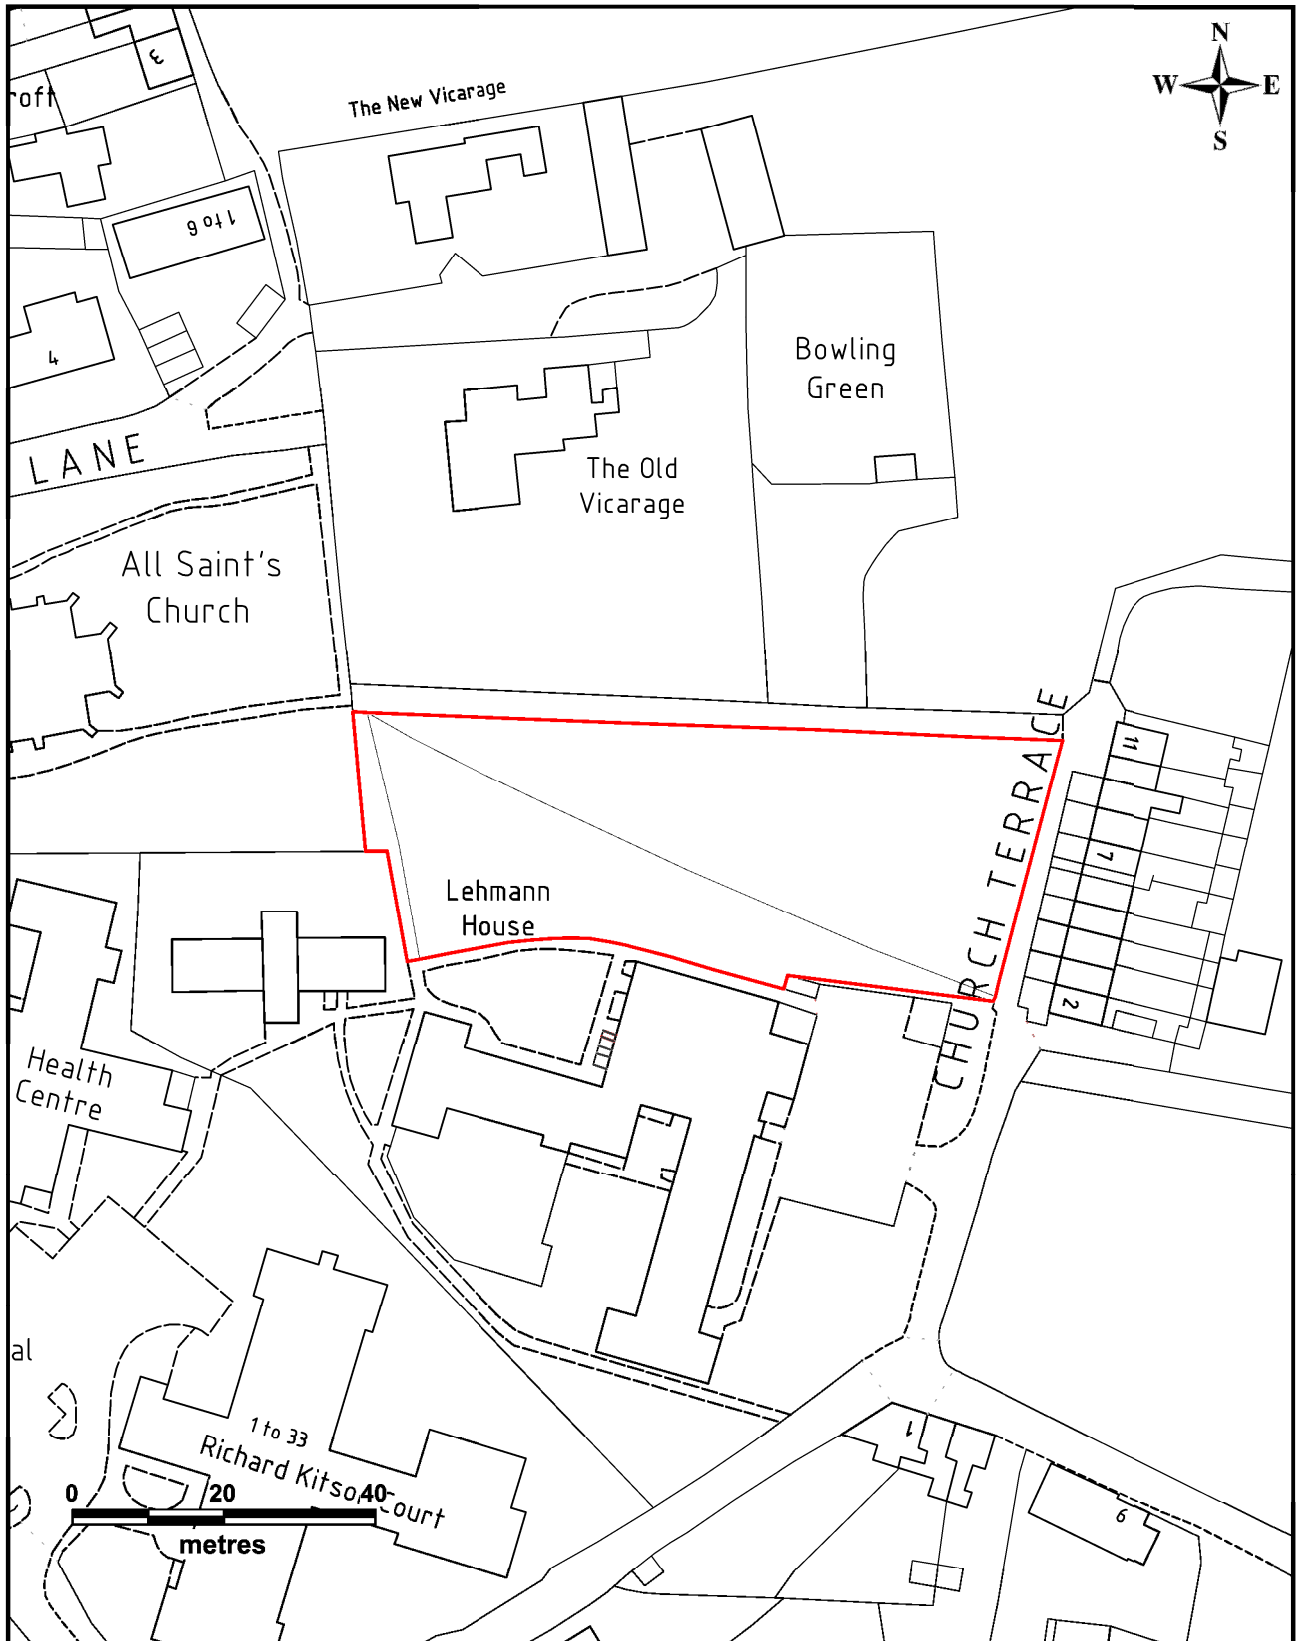 N
W E
S
3
roft
The New Vicarage
1 to 6
4
Bowling
Green
LANE
The Old
Vicarage
All Saint's
Church
CHURCH TERRACE
11
7
2
Lehmann
House
Health
Centre
al
1 to 33
Richard Kitson Court
0 20 40
metres
1
6